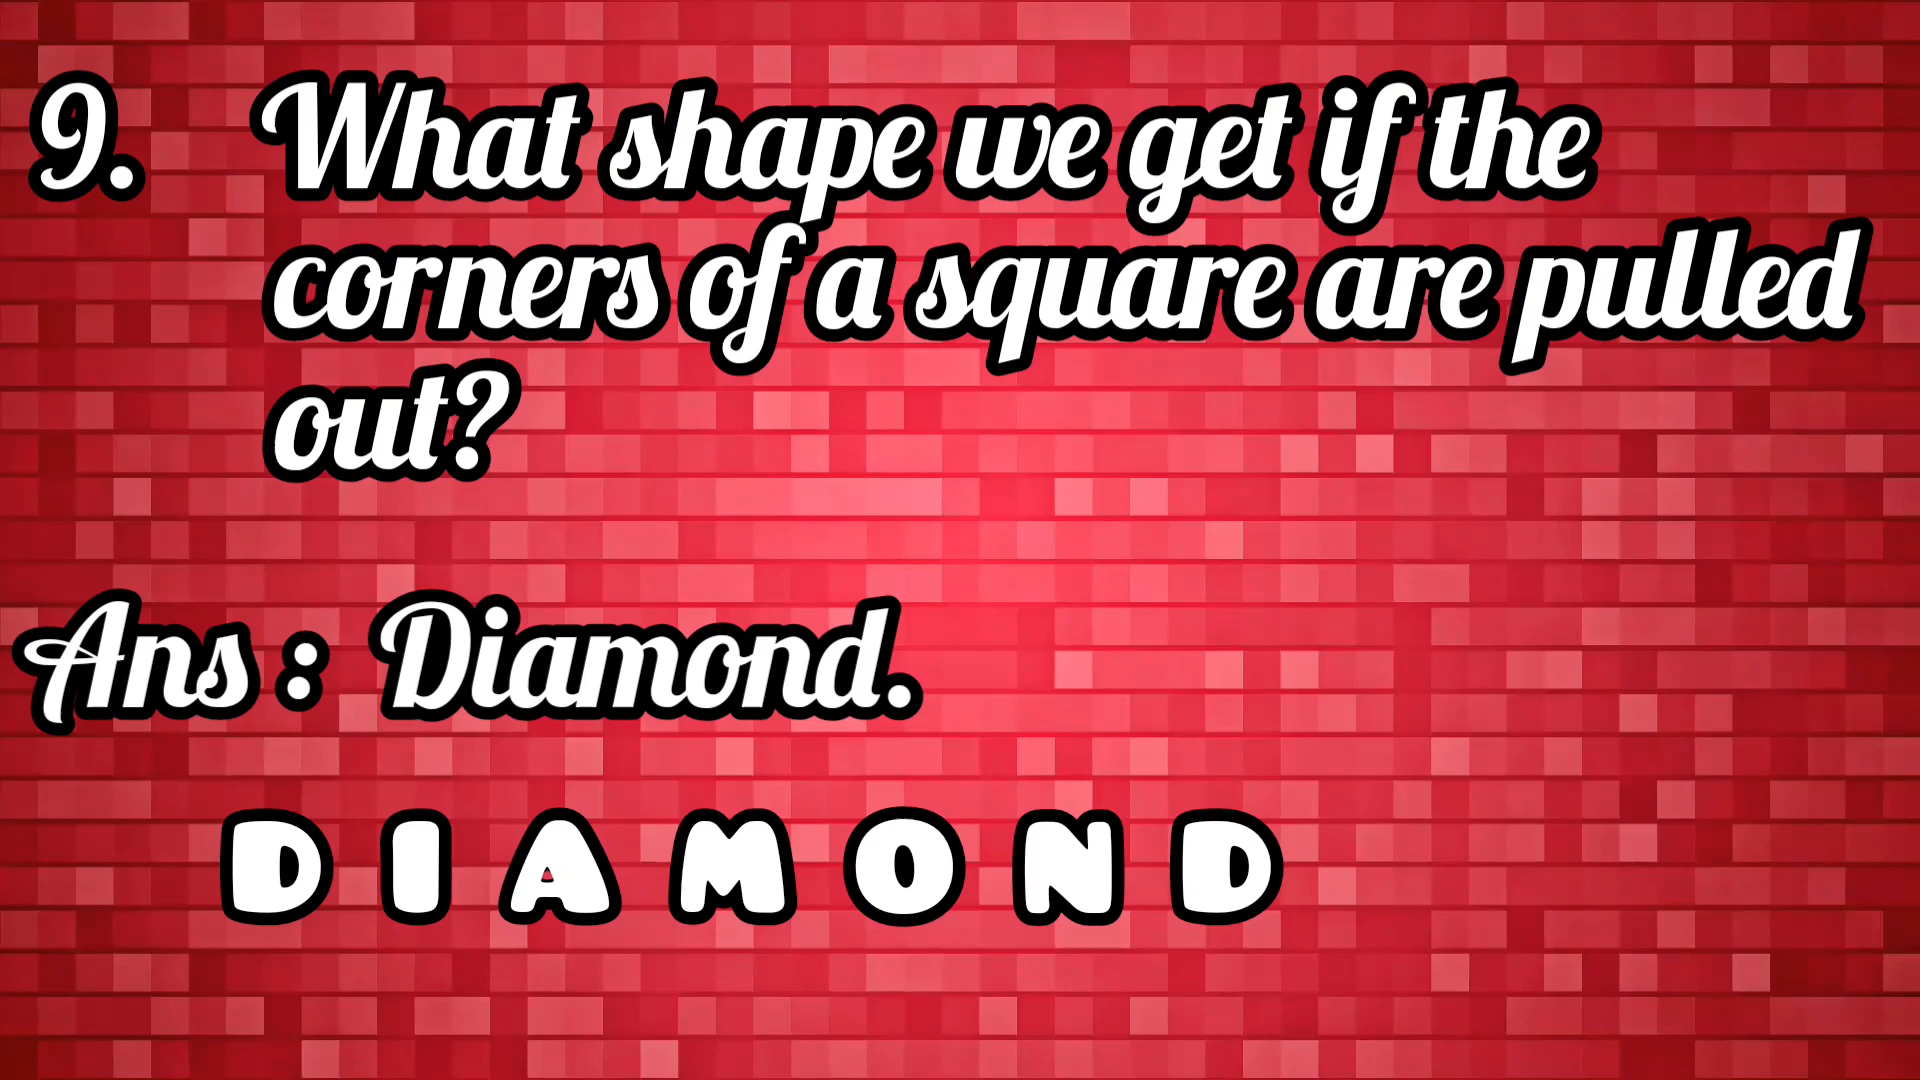 9. What shape we get if the
corners of a square are pulled
out?
Ans : Diamond.
D I A M O N D